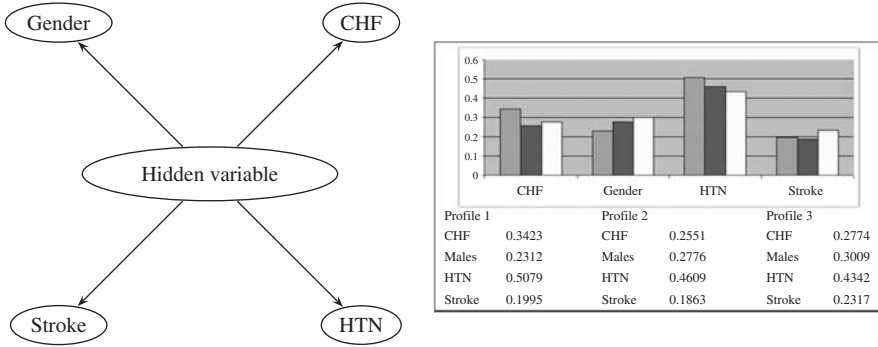 Gender
CHF
Hidden variable
Stroke
HTN
0.6
0.5
0.4
0.3
0.2
0.1
0
CHF Gender HTN Stroke
Profile 1 Profile 2 Profile 3
CHF 0.3423 CHF 0.2551 CHF 0.2774
Males 0.2312 Males 0.2776 Males 0.3009
HTN 0.5079 HTN 0.4609 HTN 0.4342
Stroke 0.1995 Stroke 0.1863 Stroke 0.2317